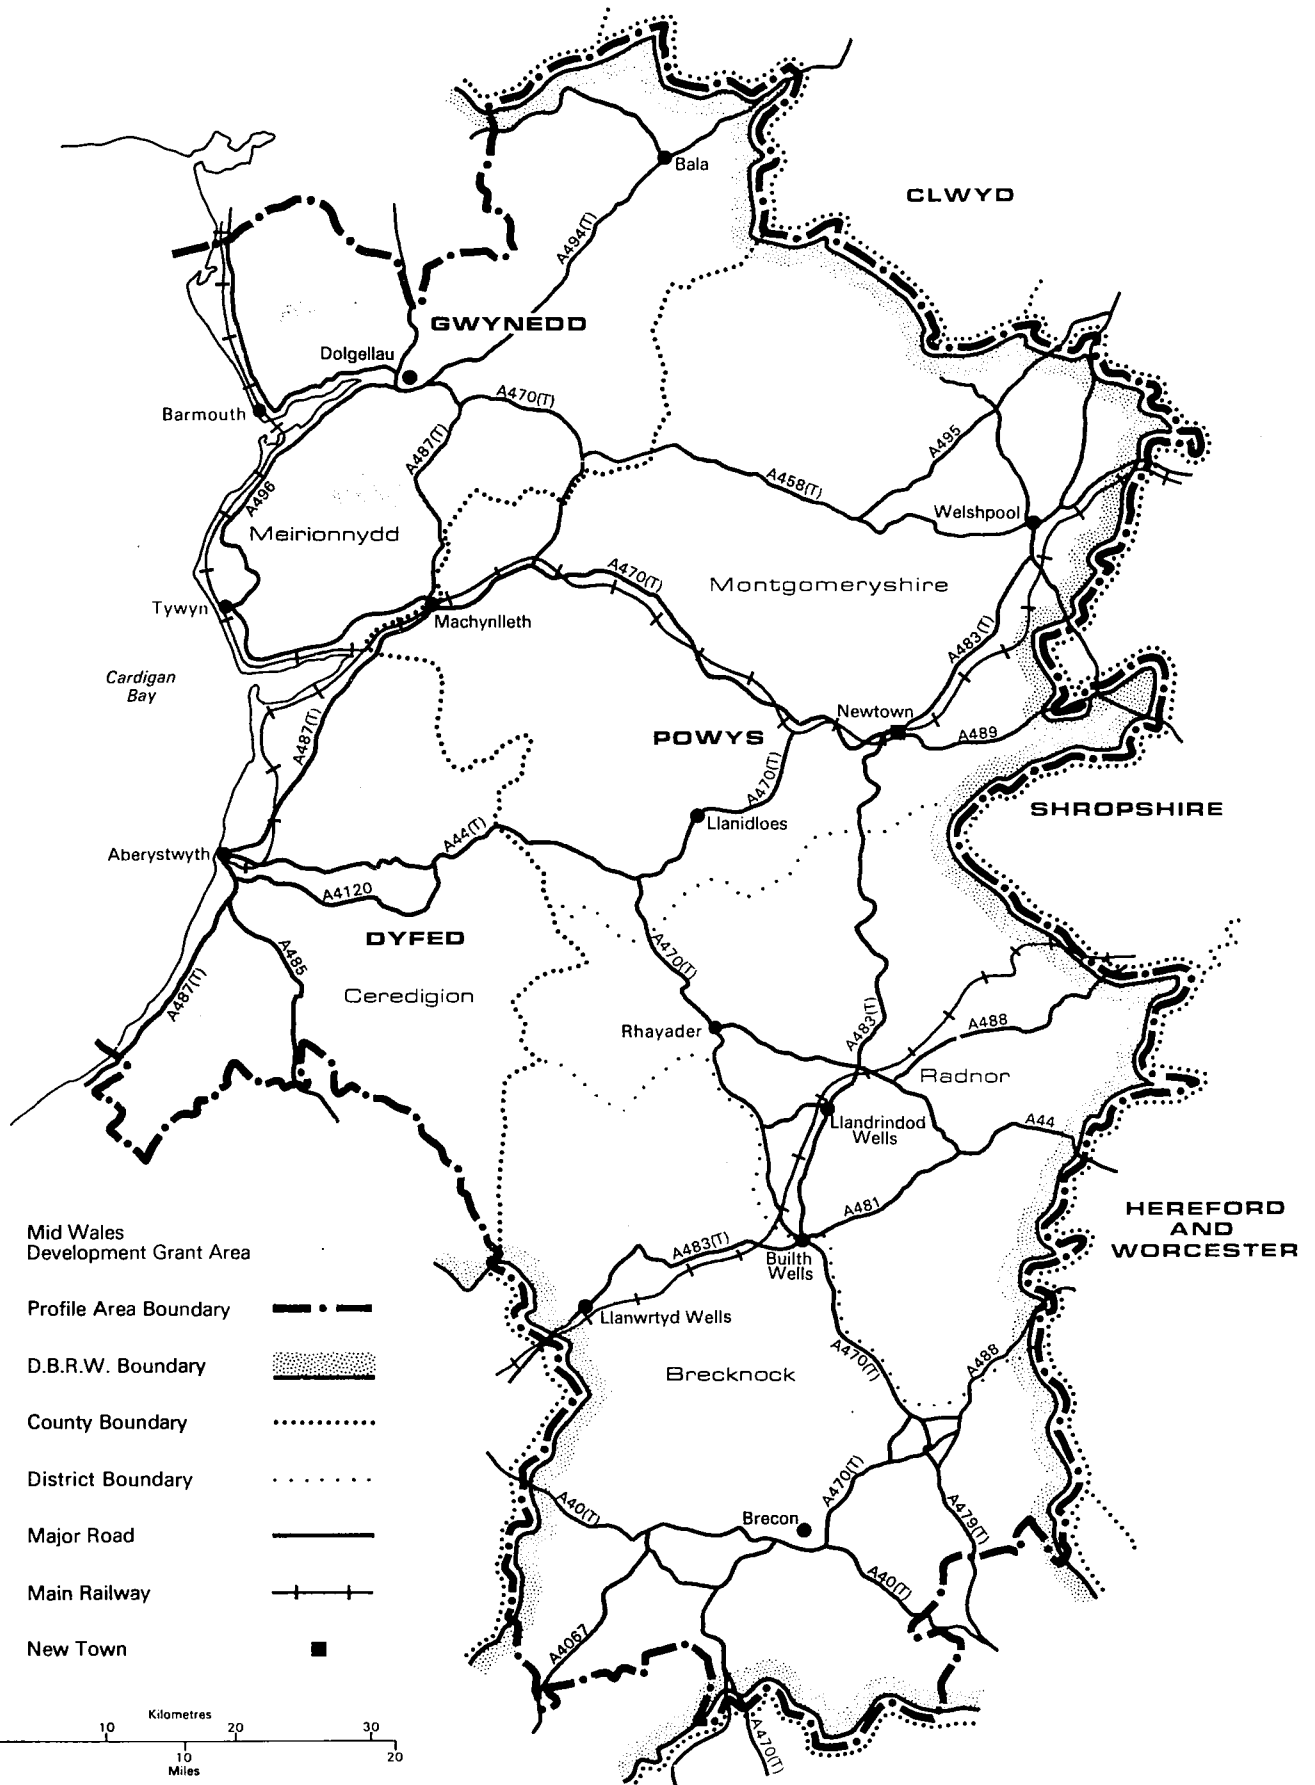 Bala
CLWYD
A494(T)
GWYNEDD
Dolgellau
A470(T)
Barmouth
A487(T)
A495
A458(T)
A496
Welshpool
Meirionnydd
A470(T)
Montgomeryshire
Tywyn
Machynlleth
A483(T)
Cardigan
Bay
Newtown
A487(T)
POWYS
A489
A470(T)
SHROPSHIRE
Llanidloes
A44(T)
Aberystwyth
A4120
DYFED
A485
A470(T)
A487(T)
Ceredigion
Rhayader
A483(T)
A488
Radnor
Llandrindod
Wells
A44
A481
HEREFORD
AND
WORCESTER
A483(T)
Builth
Wells
Llanwrtyd Wells
A470(T)
A488
Brecknock
A470(T)
A40(T)
Brecon
A479(T)
A40(T)
A4067
A470(T)
Mid Wales
Development Grant Area
Profile Area Boundary
D.B.R.W. Boundary
County Boundary
District Boundary
Major Road
Main Railway
New Town
Kilometres
10 20 30
10 20
Miles